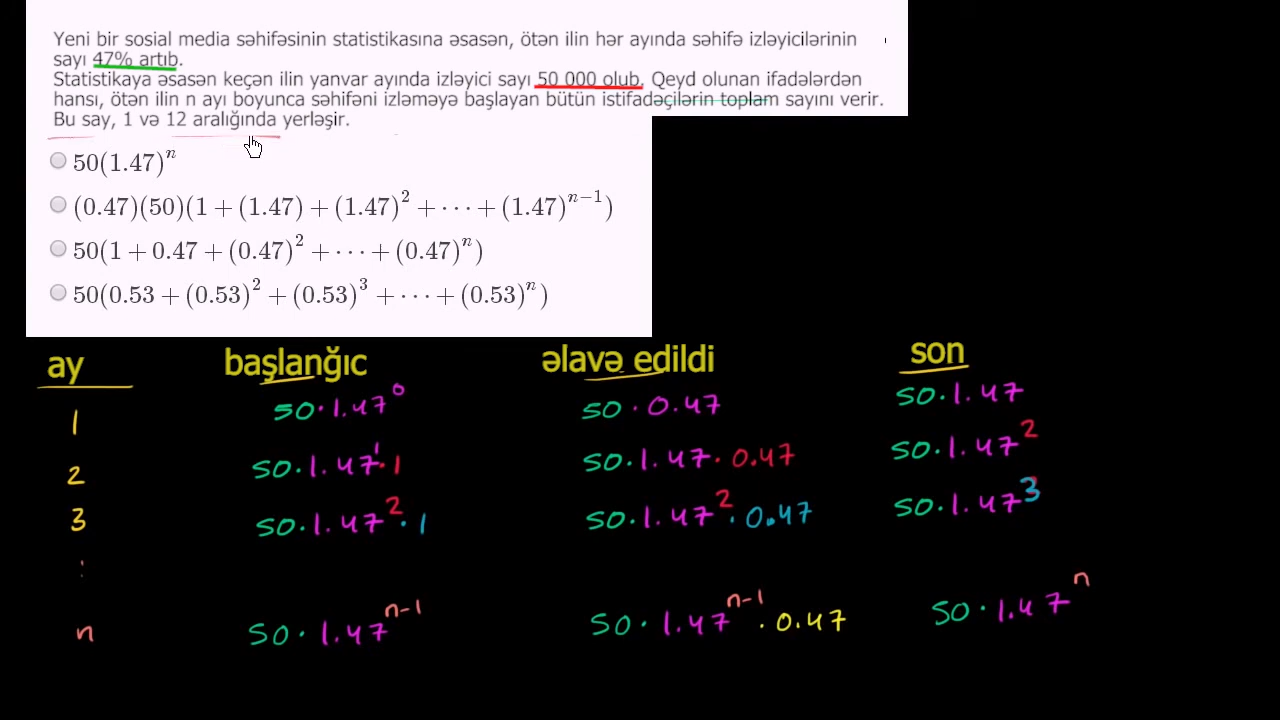 Yeni bir sosial media səhifəsinin statistikasına əsasən, ötən ilin hər ayında səhifə izləyicilərinin
sayı 47% artıb.
Statistikaya əsasən keçən ilin yanvar ayında izləyici sayı 50 000 olub. Qeyd olunan ifadələrdən
hansı, ötən ilin n ayı boyunca səhifəni izləməyə başlayan bütün istifadəçilərin toplam sayını verir.
Bu say, 1 və 12 aralığında yerləşir.
50(1.47)^n
(0.47)(50)(1 + (1.47) + (1.47)^2 + ··· + (1.47)^{n−1})
50(1 + 0.47 + (0.47)^2 + ··· + (0.47)^n)
50(0.53 + (0.53)^2 + (0.53)^3 + ··· + (0.53)^n)
ay başlanğıc əlavə edildi son
1 50·1.47^0 50·0.47 50·1.47
2 50·1.47^1·1 50·1.47·0.47 50·1.47^2
3 50·1.47^2·1 50·1.47^2·0.47 50·1.47^3
⋮
n 50·1.47^{n-1} 50·1.47^{n-1}·0.47 50·1.47^n